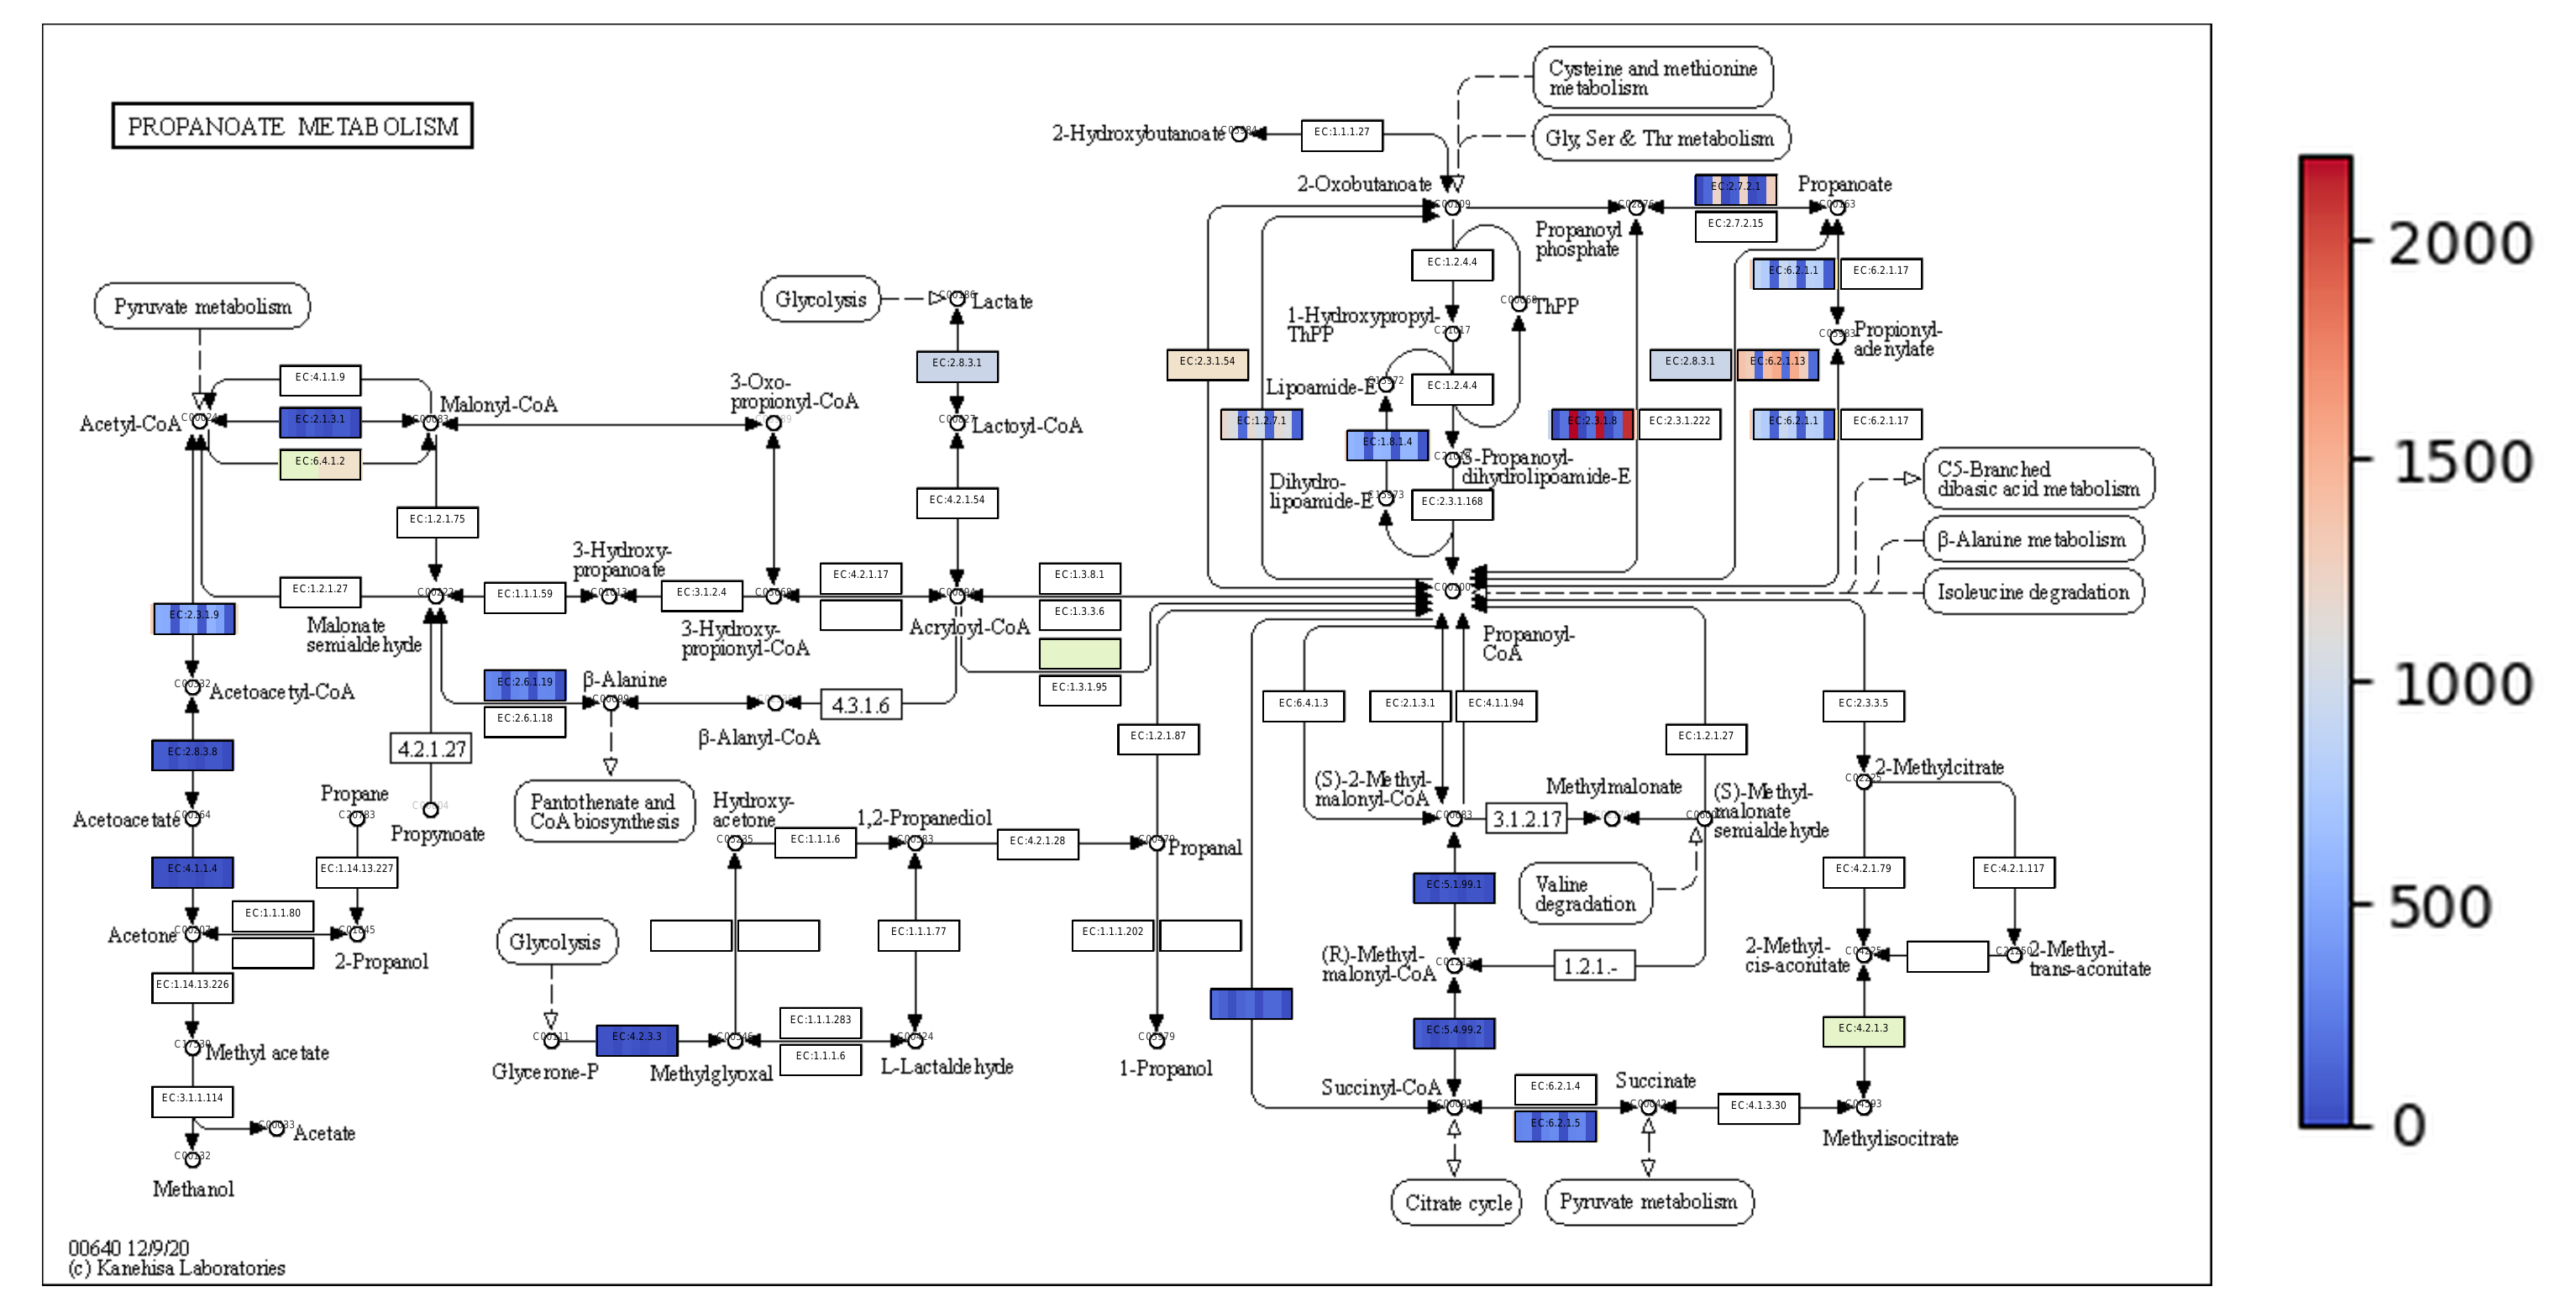 PROPANOATE METABOLISM
Cysteine and methionine
metabolism
Gly, Ser & Thr metabolism
2-Hydroxybutanoate
EC:1.1.1.27
2-Oxobutanoate
EC:2.7.2.1
Propanoate
EC:2.7.2.15
Propanoyl
phosphate
EC:1.2.4.4
EC:6.2.1.1
EC:6.2.1.17
Pyruvate metabolism
Glycolysis
Lactate
ThPP
1-Hydroxypropyl-
ThPP
Propionyl-
adenylate
EC:2.8.3.1
EC:2.3.1.54
EC:2.8.3.1
EC:6.2.1.13
EC:4.1.1.9
3-Oxo-
propionyl-CoA
Lipoamide-E
EC:1.2.4.4
Acetyl-CoA
EC:2.1.3.1
Malonyl-CoA
Lactoyl-CoA
EC:1.2.7.1
EC:1.8.1.4
EC:2.3.1.8
EC:2.3.1.222
EC:6.2.1.1
EC:6.2.1.17
EC:6.4.1.2
S-Propanoyl-
dihydrolipoamide-E
C5-Branched
dibasic acid metabolism
Dihydro-
lipoamide-E
EC:4.2.1.54
EC:2.3.1.168
EC:1.2.1.75
β-Alanine metabolism
3-Hydroxy-
propanoate
EC:4.2.1.17
EC:1.3.8.1
EC:1.2.1.27
EC:1.1.1.59
EC:3.1.2.4
Isoleucine degradation
EC:2.3.1.9
EC:1.3.3.6
Malonate
semialdehyde
3-Hydroxy-
propionyl-CoA
Acryloyl-CoA
Propanoyl-
CoA
Acetoacetyl-CoA
EC:2.6.1.19
β-Alanine
EC:1.3.1.95
EC:2.6.1.18
4.3.1.6
EC:6.4.1.3
EC:2.1.3.1
EC:4.1.1.94
EC:2.3.3.5
β-Alanyl-CoA
EC:1.2.1.87
EC:1.2.1.27
EC:2.8.3.8
4.2.1.27
2-Methylcitrate
Propane
Pantothenate and
CoA biosynthesis
Hydroxy-
acetone
1,2-Propanediol
(S)-2-Methyl-
malonyl-CoA
Methylmalonate
(S)-Methyl-
malonate
semialdehyde
Acetoacetate
Propynoate
EC:1.1.1.6
EC:4.2.1.28
Propanal
3.1.2.17
EC:4.1.1.4
EC:1.14.13.227
EC:5.1.99.1
Valine
degradation
EC:4.2.1.79
EC:4.2.1.117
EC:1.1.1.80
Acetone
2-Propanol
Glycolysis
EC:1.1.1.77
EC:1.1.1.202
(R)-Methyl-
malonyl-CoA
1.2.1.-
2-Methyl-
cis-aconitate
2-Methyl-
trans-aconitate
EC:1.14.13.226
EC:1.1.1.283
EC:4.2.3.3
EC:5.4.99.2
EC:4.2.1.3
Methyl acetate
Glycerone-P
Methylglyoxal
EC:1.1.1.6
L-Lactaldehyde
1-Propanol
EC:3.1.1.114
Succinyl-CoA
EC:6.2.1.4
Succinate
EC:4.1.3.30
EC:6.2.1.5
Acetate
Methylisocitrate
Methanol
Citrate cycle
Pyruvate metabolism
00640 12/9/20
(c) Kanehisa Laboratories
2000
1500
1000
500
0